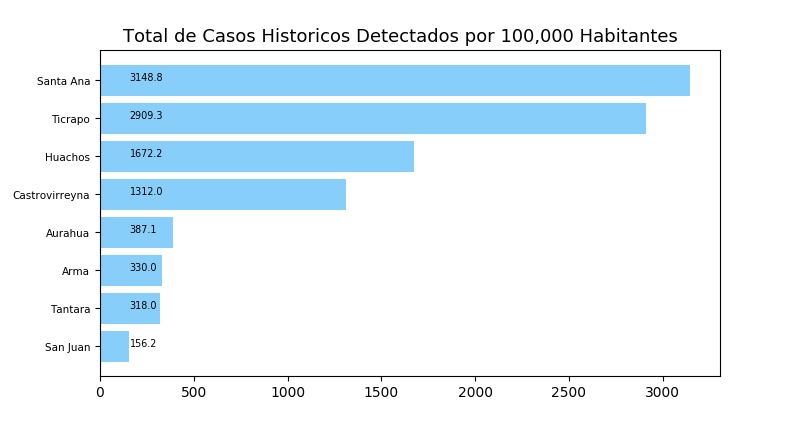 Total de Casos Historicos Detectados por 100,000 Habitantes
Santa Ana 3148.8
Ticrapo 2909.3
Huachos 1672.2
Castrovirreyna 1312.0
Aurahua 387.1
Arma 330.0
Tantara 318.0
San Juan 156.2
0 500 1000 1500 2000 2500 3000